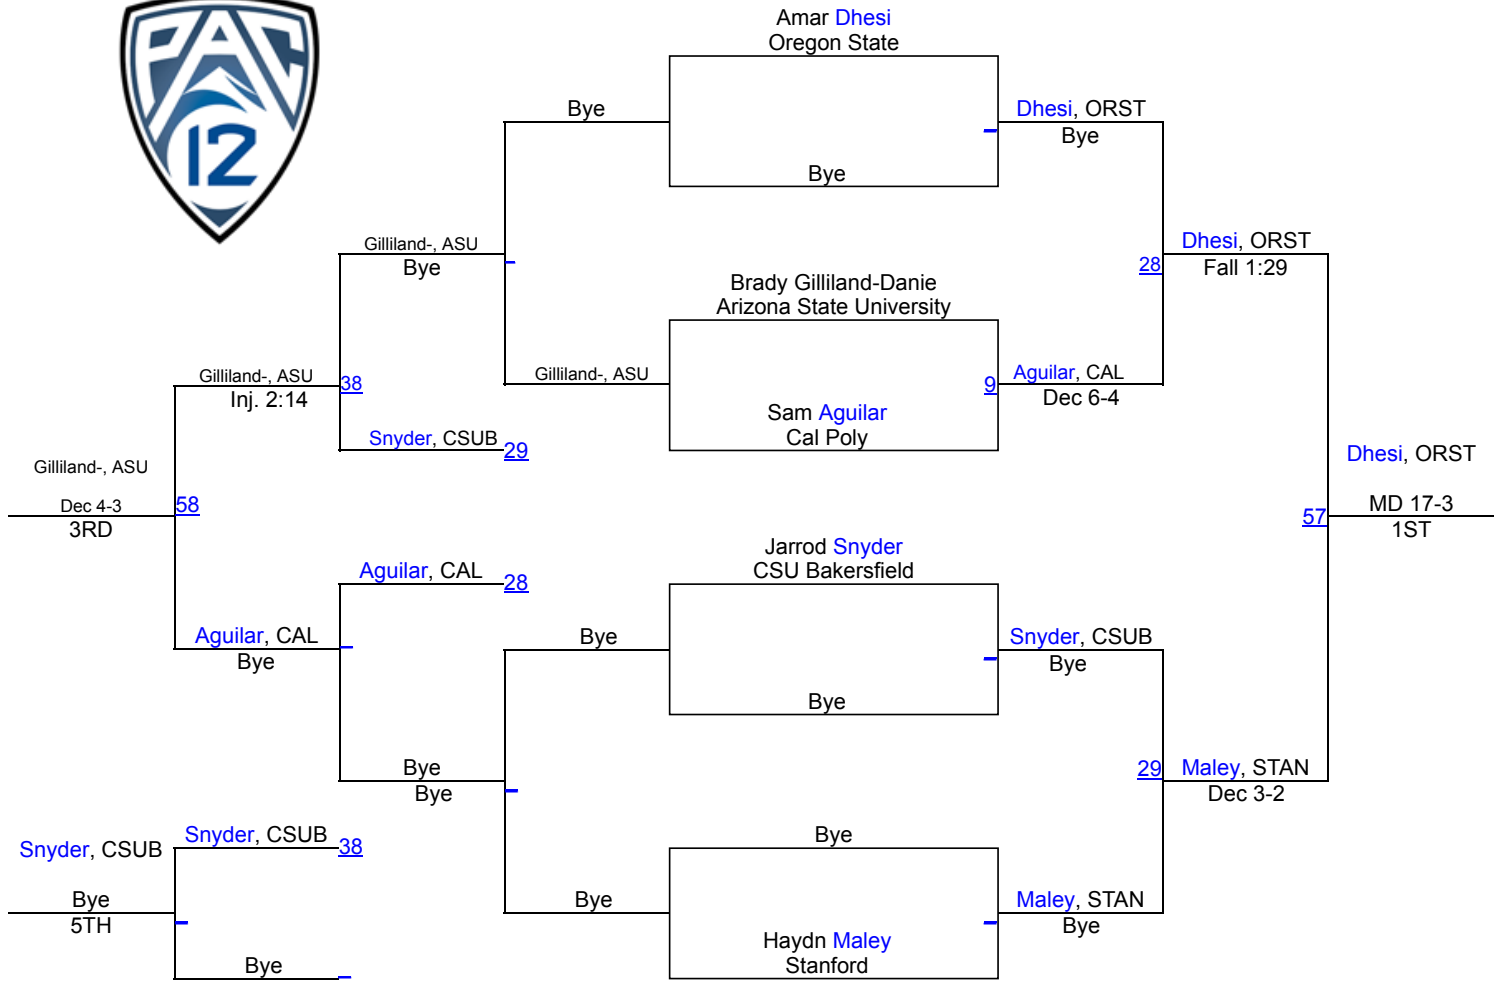 PAC
12
Amar Dhesi
Oregon State
Bye
Dhesi, ORST
Bye
Bye
Gilliland-, ASU
Bye
Dhesi, ORST
28
Fall 1:29
Brady Gilliland-Danie
Arizona State University
Gilliland-, ASU
38
Inj. 2:14
Gilliland-, ASU
9
Aguilar, CAL
Dec 6-4
Sam Aguilar
Cal Poly
Snyder, CSUB
29
Gilliland-, ASU
Dec 4-3
58
3RD
Dhesi, ORST
57
MD 17-3
1ST
Jarrod Snyder
CSU Bakersfield
Aguilar, CAL
28
Aguilar, CAL
Bye
Bye
Snyder, CSUB
Bye
Bye
Bye
Bye
29
Maley, STAN
Dec 3-2
Snyder, CSUB
Snyder, CSUB
38
Bye
Bye
5TH
Bye
Maley, STAN
Bye
Haydn Maley
Stanford
Bye